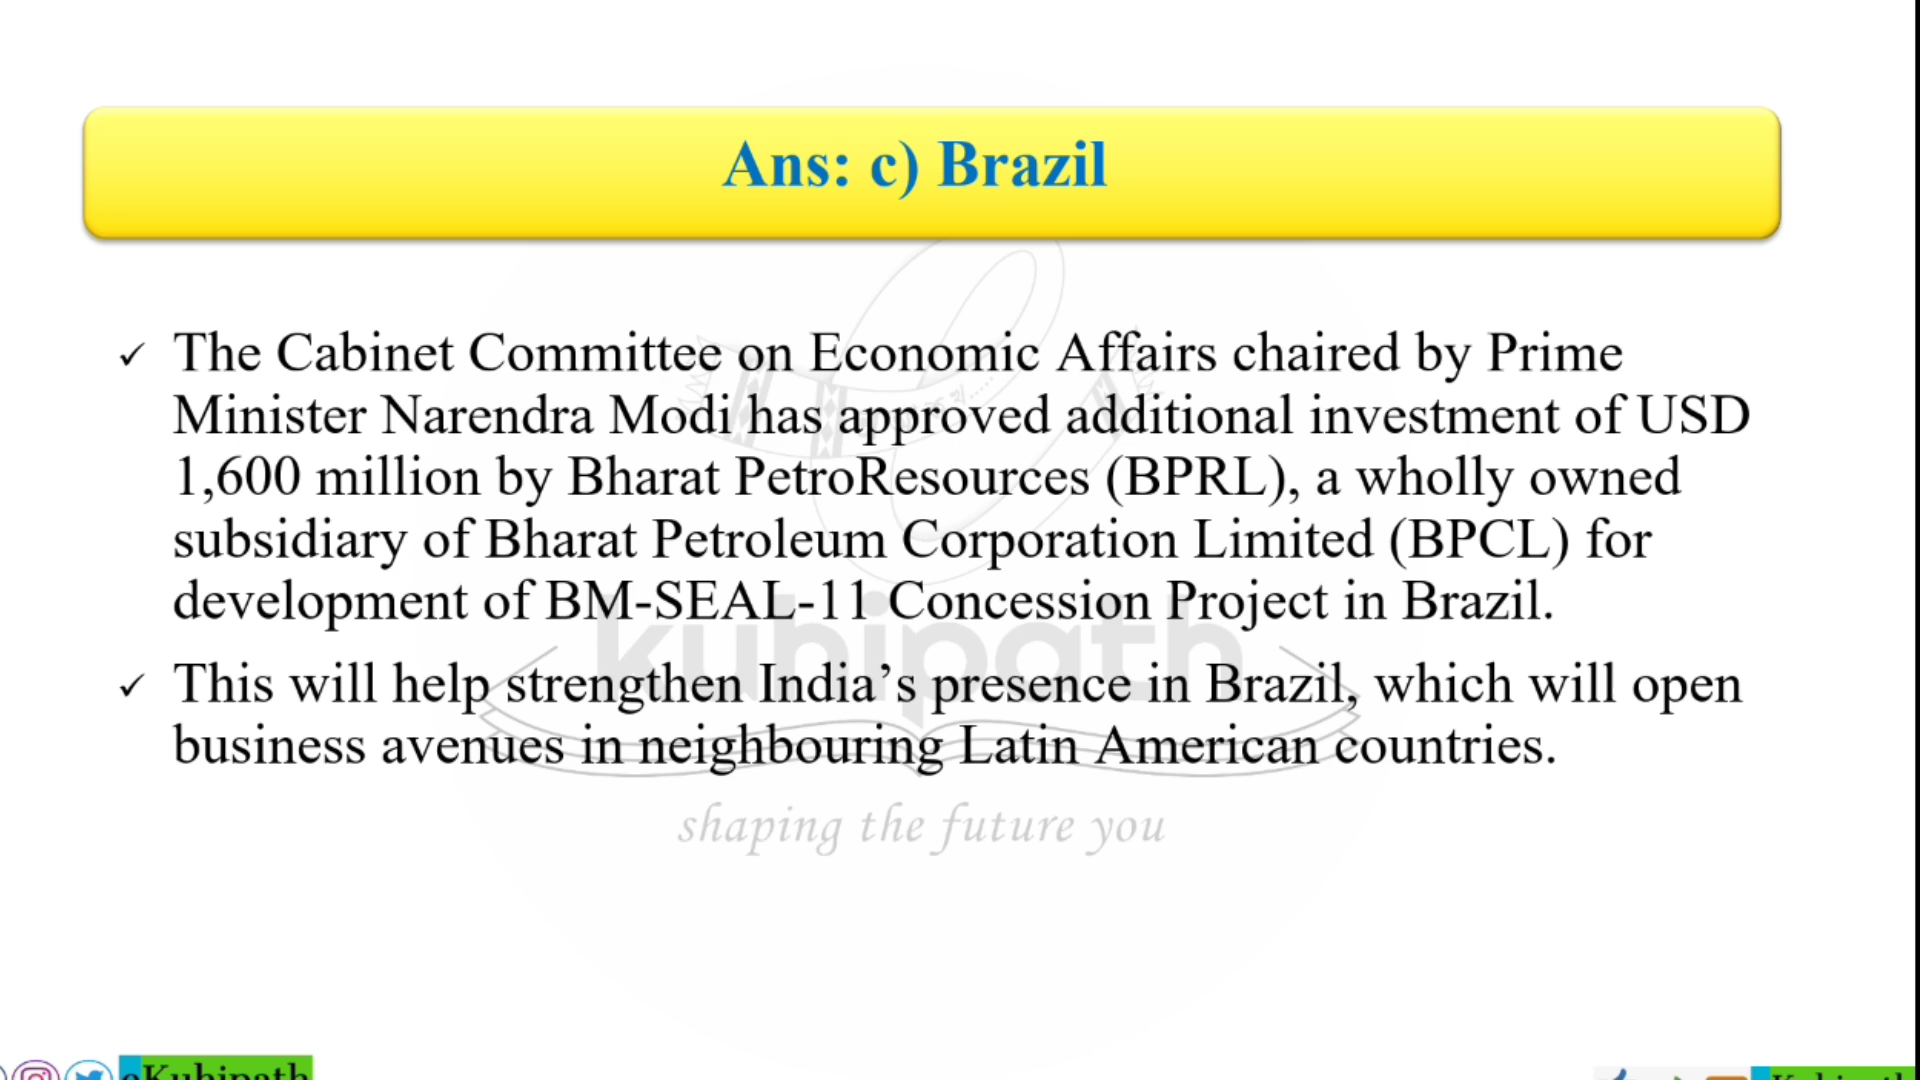 Ans: c) Brazil
✓ The Cabinet Committee on Economic Affairs chaired by Prime
Minister Narendra Modi has approved additional investment of USD
1,600 million by Bharat PetroResources (BPRL), a wholly owned
subsidiary of Bharat Petroleum Corporation Limited (BPCL) for
development of BM-SEAL-11 Concession Project in Brazil.
✓ This will help strengthen India’s presence in Brazil, which will open
business avenues in neighbouring Latin American countries.
kuhipath
shaping the future you
eKuhipath